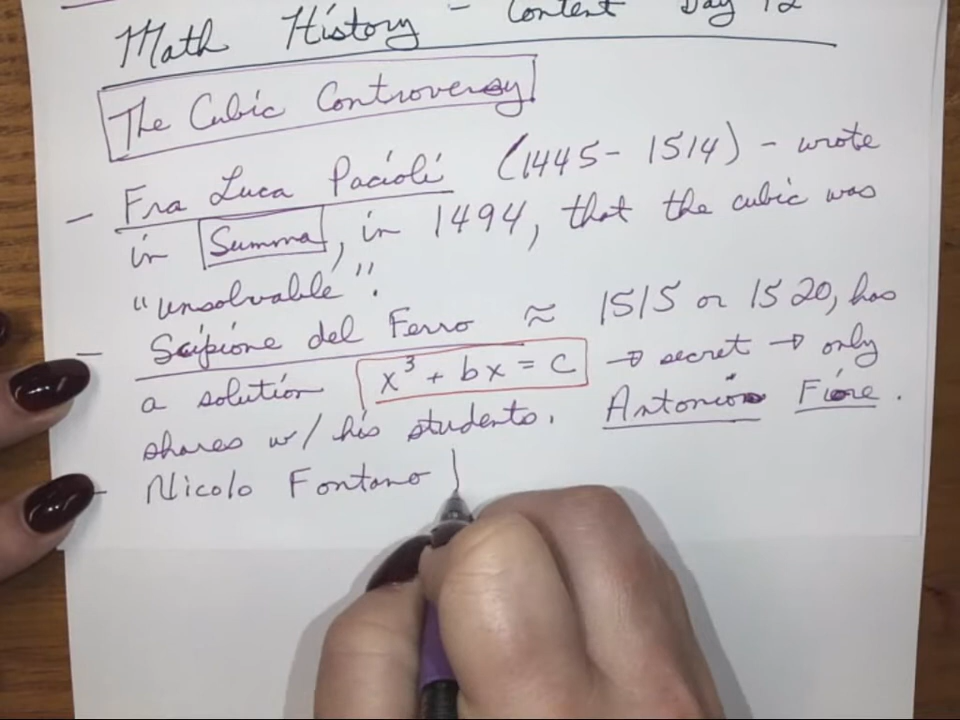 Math History - Content Day 12
The Cubic Controversy
- Fra Luca Pacioli (1445- 1514) - wrote
in Summa, in 1494, that the cubic was
"unsolvable".
- Scipione del Ferro ≈ 1515 or 1520, has
a solution x³ + bx = c → secret → only
shares w/ his students. Antonio Fiore.
- Nicolo Fontano